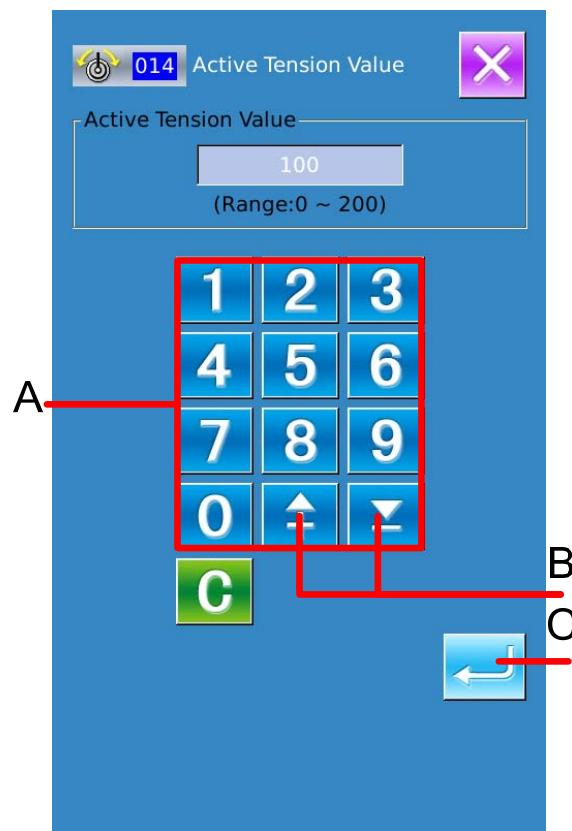 014 Active Tension Value
Active Tension Value
100
(Range:0 ~ 200)
1 2 3
4 5 6
A
7 8 9
0
B
C
C